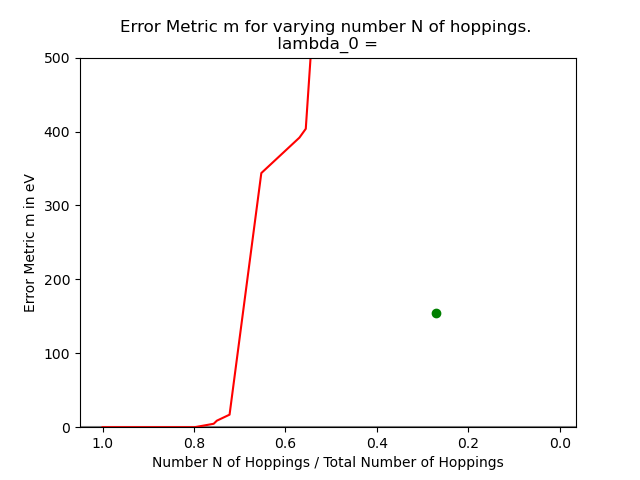 Error Metric m for varying number N of hoppings.
lambda_0 =
500
400
300
200
100
0
Error Metric m in eV
1.0 0.8 0.6 0.4 0.2 0.0
Number N of Hoppings / Total Number of Hoppings